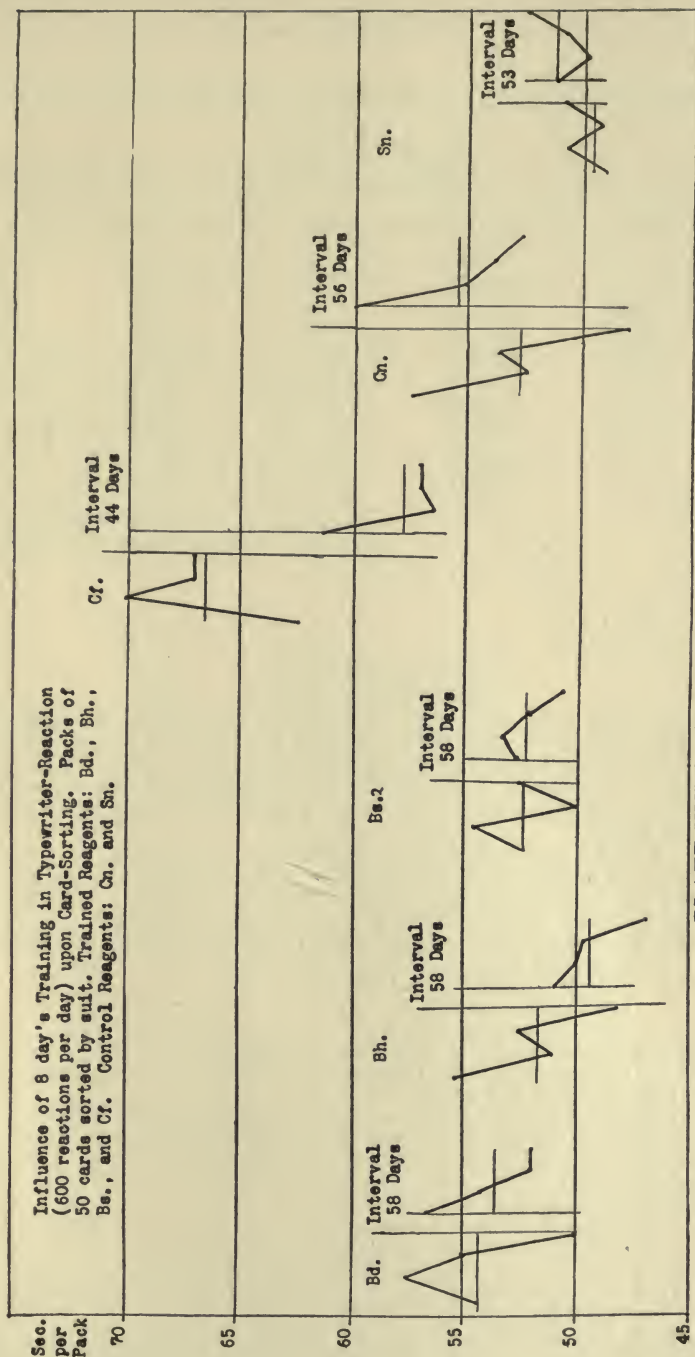 Sec.
per
Pack
Influence of 8 day's Training in Typewriter-Reaction
(600 reactions per day) upon Card-Sorting. Packs of
50 cards sorted by suit. Trained Reagents: Bd., Bh.,
Bs., and Cf. Control Reagents: Cn. and Sn.
70
65
60
55
50
45
Bd.
Interval
58 Days
Bh.
Interval
58 Days
Bs.2
Interval
58 Days
Cf.
Interval
44 Days
Cn.
Interval
56 Days
Sn.
Interval
53 Days